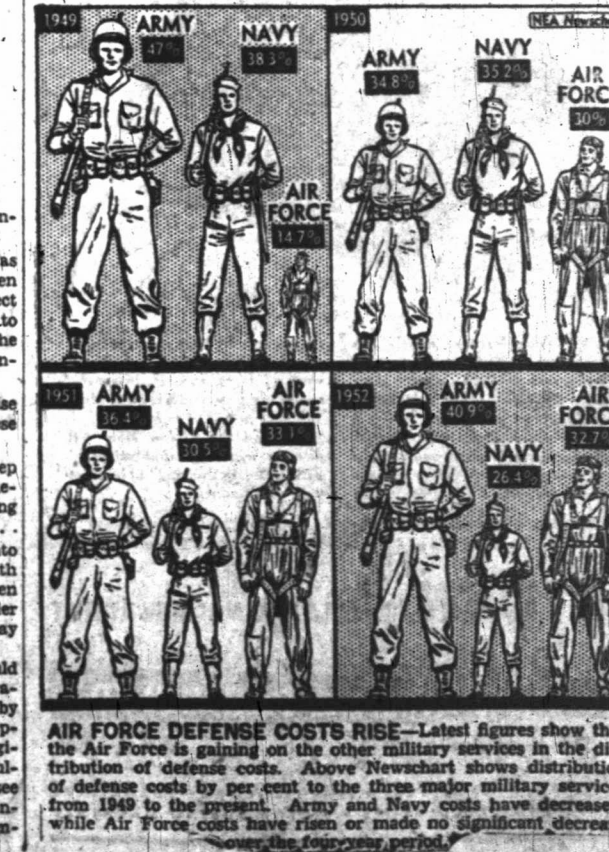 1949
ARMY
47%
NAVY
38.3%
AIR
FORCE
14.7%
1950
NEA Newsch
ARMY
34.8%
NAVY
35.2%
AIR
FORC
30%
1951
ARMY
36.4%
NAVY
30.5%
AIR
FORCE
33.1%
1952
ARMY
40.9%
NAVY
26.4%
AIR
FORC
32.7%
AIR FORCE DEFENSE COSTS RISE—Latest figures show th
the Air Force is gaining on the other military services in the di
tribution of defense costs. Above Newschart shows distributi
of defense costs by per cent to the three major military servic
from 1949 to the present. Army and Navy costs have decrease
while Air Force costs have risen or made no significant decrea
over the four-year period.